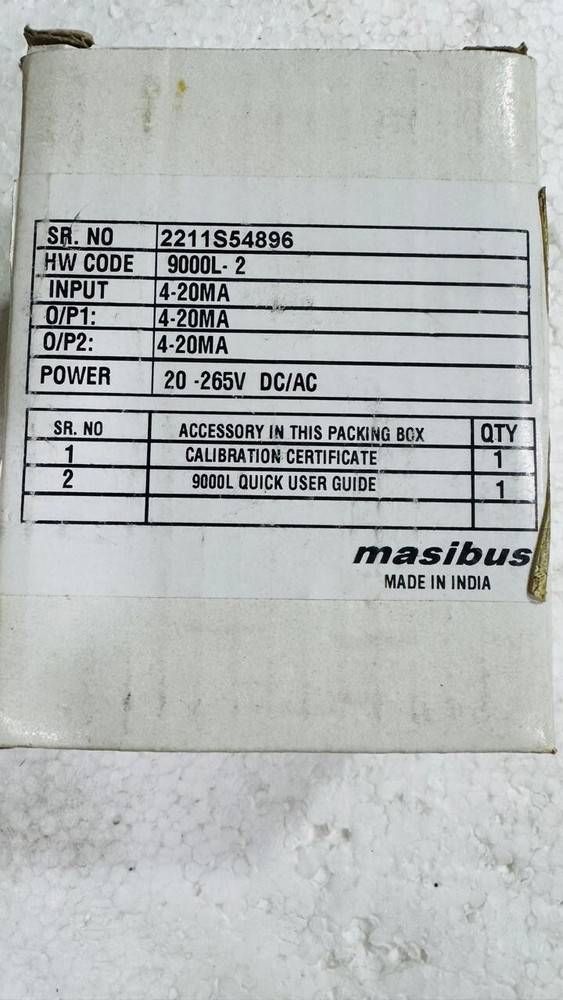 SR. NO 2211S54896
HW CODE 9000L- 2
INPUT 4-20MA
O/P1: 4-20MA
O/P2: 4-20MA
POWER 20 -265V DC/AC
SR. NO ACCESSORY IN THIS PACKING BOX QTY
1 CALIBRATION CERTIFICATE 1
2 9000L QUICK USER GUIDE 1
masibus
MADE IN INDIA